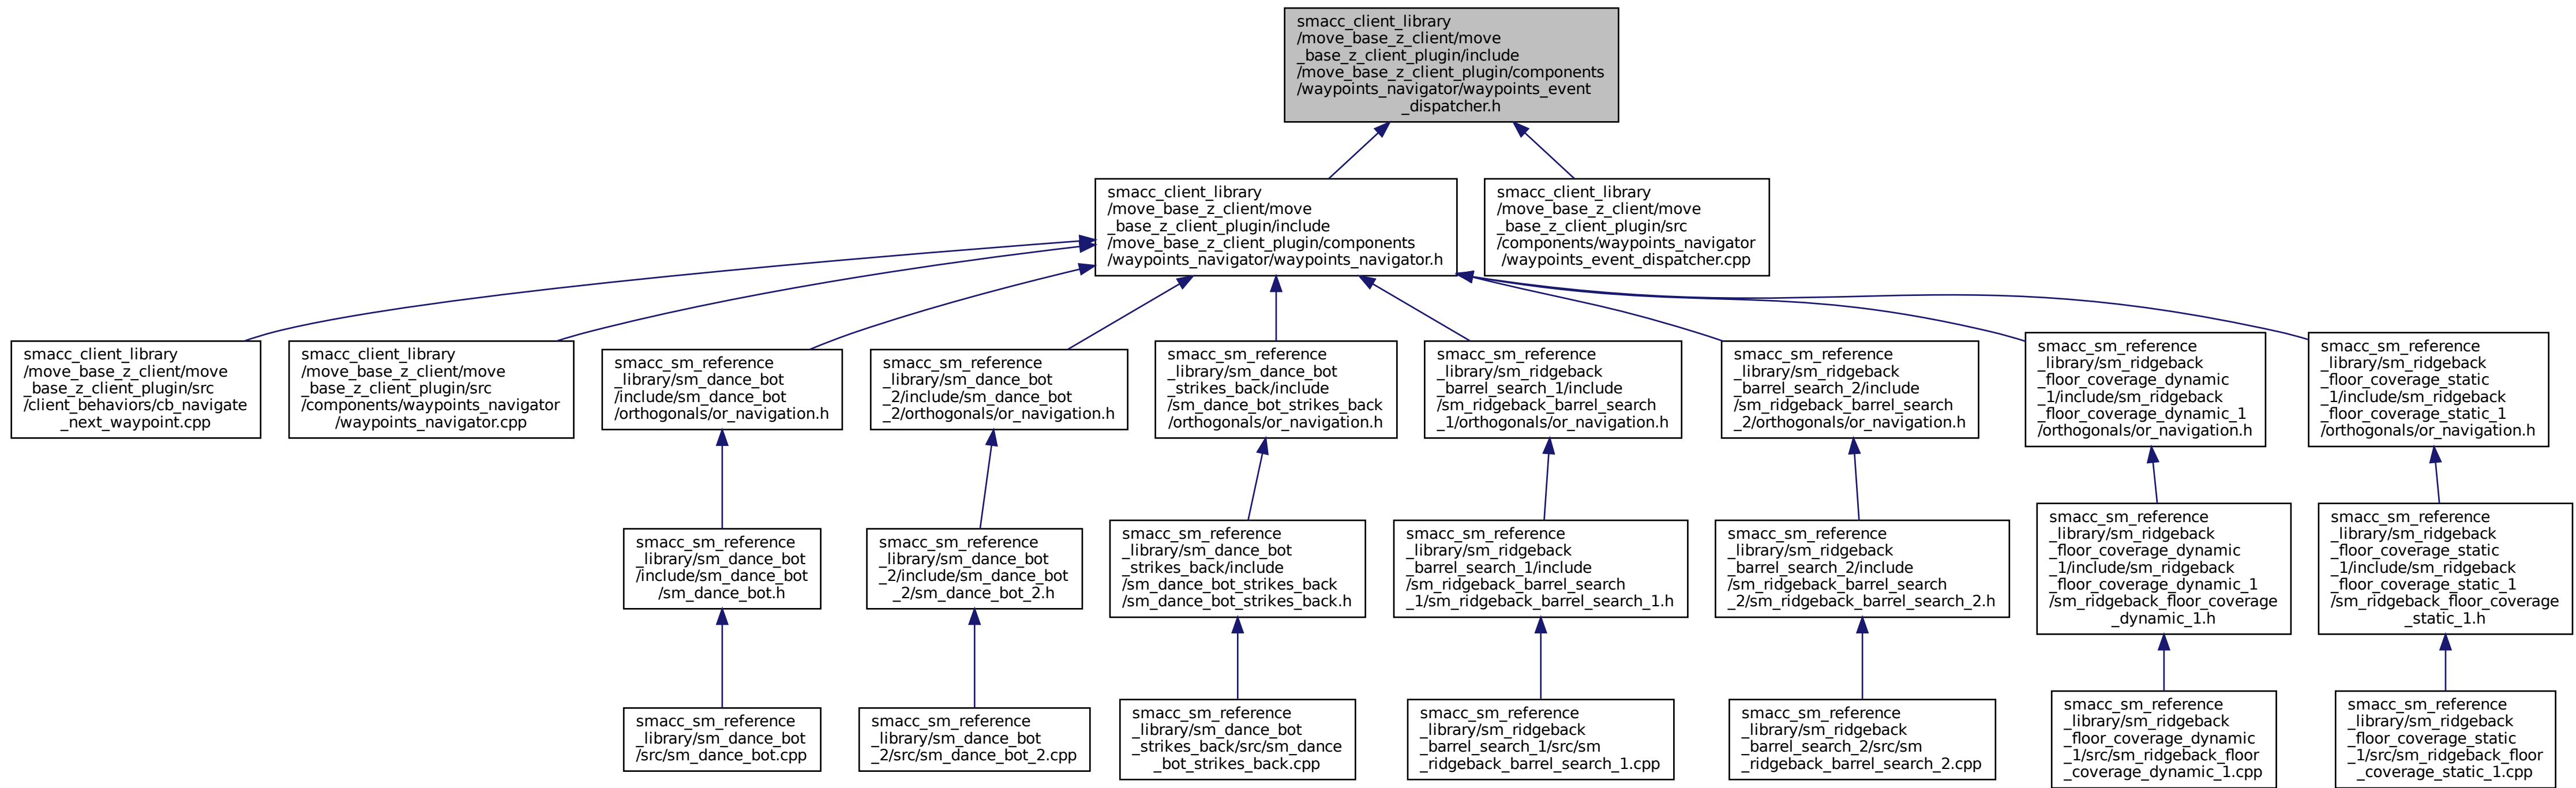 smacc_client_library
/move_base_z_client/move
_base_z_client_plugin/include
/move_base_z_client_plugin/components
/waypoints_navigator/waypoints_event
_dispatcher.h
smacc_client_library
/move_base_z_client/move
_base_z_client_plugin/include
/move_base_z_client_plugin/components
/waypoints_navigator/waypoints_navigator.h
smacc_client_library
/move_base_z_client/move
_base_z_client_plugin/src
/components/waypoints_navigator
/waypoints_event_dispatcher.cpp
smacc_client_library
/move_base_z_client/move
_base_z_client_plugin/src
/client_behaviors/cb_navigate
_next_waypoint.cpp
smacc_client_library
/move_base_z_client/move
_base_z_client_plugin/src
/components/waypoints_navigator
/waypoints_navigator.cpp
smacc_sm_reference
_library/sm_dance_bot
/include/sm_dance_bot
/orthogonals/or_navigation.h
smacc_sm_reference
_library/sm_dance_bot
_2/include/sm_dance_bot
_2/orthogonals/or_navigation.h
smacc_sm_reference
_library/sm_dance_bot
_strikes_back/include
/sm_dance_bot_strikes_back
/orthogonals/or_navigation.h
smacc_sm_reference
_library/sm_ridgeback
_barrel_search_1/include
/sm_ridgeback_barrel_search
_1/orthogonals/or_navigation.h
smacc_sm_reference
_library/sm_ridgeback
_barrel_search_2/include
/sm_ridgeback_barrel_search
_2/orthogonals/or_navigation.h
smacc_sm_reference
_library/sm_ridgeback
_floor_coverage_dynamic
_1/include/sm_ridgeback
_floor_coverage_dynamic_1
/orthogonals/or_navigation.h
smacc_sm_reference
_library/sm_ridgeback
_floor_coverage_static
_1/include/sm_ridgeback
_floor_coverage_static_1
/orthogonals/or_navigation.h
smacc_sm_reference
_library/sm_dance_bot
/include/sm_dance_bot
/sm_dance_bot.h
smacc_sm_reference
_library/sm_dance_bot
_2/include/sm_dance_bot
_2/sm_dance_bot_2.h
smacc_sm_reference
_library/sm_dance_bot
_strikes_back/include
/sm_dance_bot_strikes_back
/sm_dance_bot_strikes_back.h
smacc_sm_reference
_library/sm_ridgeback
_barrel_search_1/include
/sm_ridgeback_barrel_search
_1/sm_ridgeback_barrel_search_1.h
smacc_sm_reference
_library/sm_ridgeback
_barrel_search_2/include
/sm_ridgeback_barrel_search
_2/sm_ridgeback_barrel_search_2.h
smacc_sm_reference
_library/sm_ridgeback
_floor_coverage_dynamic
_1/include/sm_ridgeback
_floor_coverage_dynamic_1
/sm_ridgeback_floor_coverage
_dynamic_1.h
smacc_sm_reference
_library/sm_ridgeback
_floor_coverage_static
_1/include/sm_ridgeback
_floor_coverage_static_1
/sm_ridgeback_floor_coverage
_static_1.h
smacc_sm_reference
_library/sm_dance_bot
/src/sm_dance_bot.cpp
smacc_sm_reference
_library/sm_dance_bot
_2/src/sm_dance_bot_2.cpp
smacc_sm_reference
_library/sm_dance_bot
_strikes_back/src/sm_dance
_bot_strikes_back.cpp
smacc_sm_reference
_library/sm_ridgeback
_barrel_search_1/src/sm
_ridgeback_barrel_search_1.cpp
smacc_sm_reference
_library/sm_ridgeback
_barrel_search_2/src/sm
_ridgeback_barrel_search_2.cpp
smacc_sm_reference
_library/sm_ridgeback
_floor_coverage_dynamic
_1/src/sm_ridgeback_floor
_coverage_dynamic_1.cpp
smacc_sm_reference
_library/sm_ridgeback
_floor_coverage_static
_1/src/sm_ridgeback_floor
_coverage_static_1.cpp